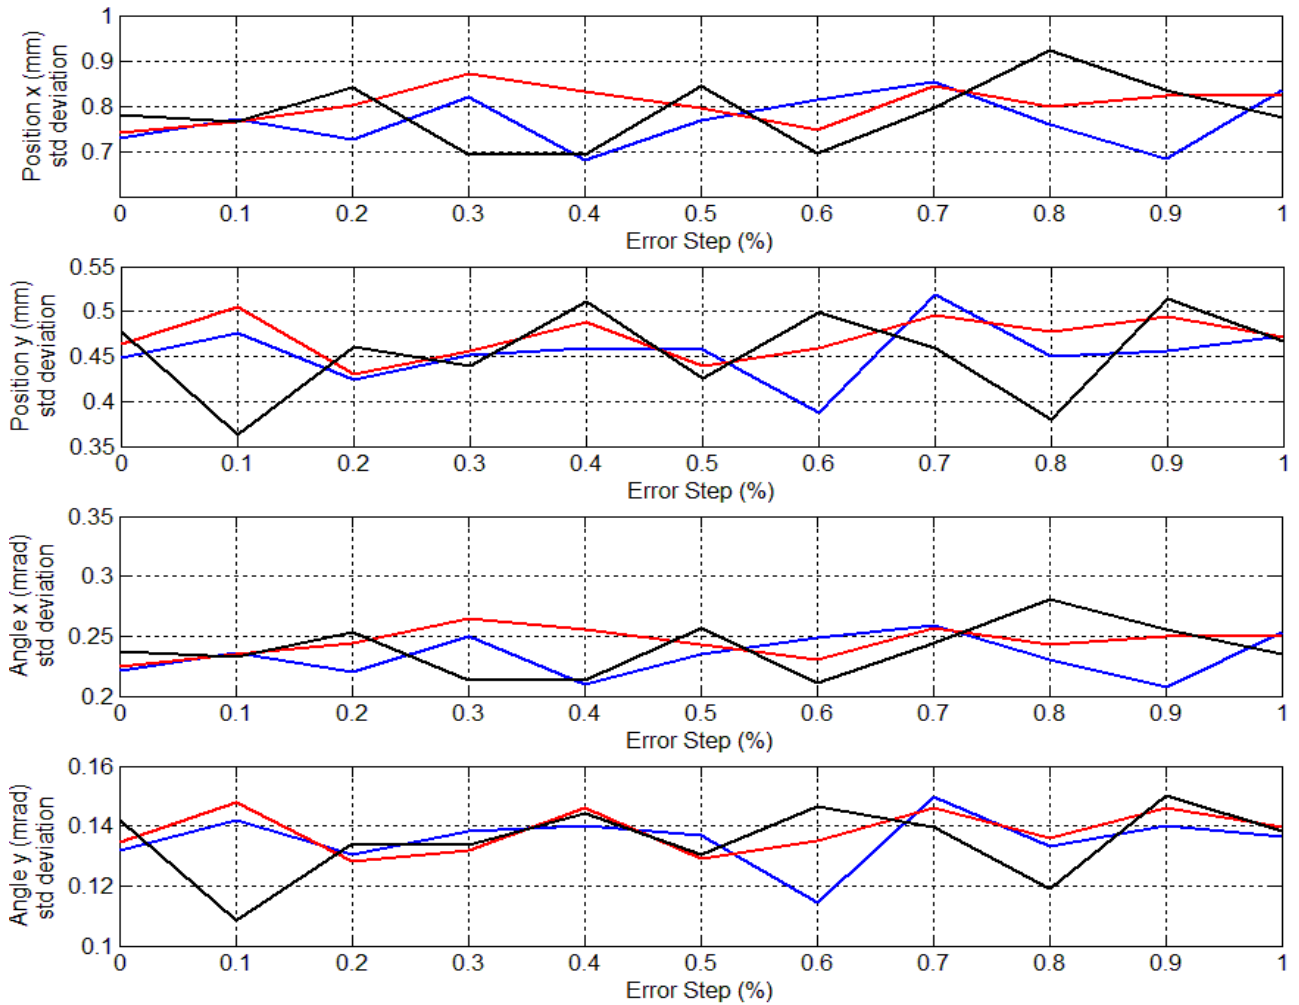 Position x (mm)
std deviation
1
0.9
0.8
0.7
0 0.1 0.2 0.3 0.4 0.5 0.6 0.7 0.8 0.9 1
Error Step (%)
Position y (mm)
std deviation
0.55
0.5
0.45
0.4
0.35
0 0.1 0.2 0.3 0.4 0.5 0.6 0.7 0.8 0.9 1
Error Step (%)
Angle x (mrad)
std deviation
0.35
0.3
0.25
0.2
0 0.1 0.2 0.3 0.4 0.5 0.6 0.7 0.8 0.9 1
Error Step (%)
Angle y (mrad)
std deviation
0.16
0.14
0.12
0.1
0 0.1 0.2 0.3 0.4 0.5 0.6 0.7 0.8 0.9 1
Error Step (%)